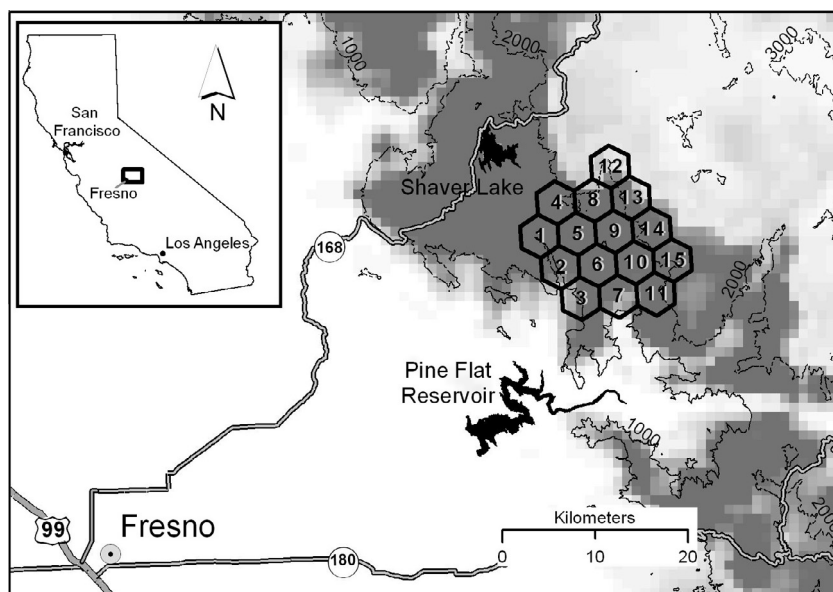 San
Francisco
Fresno
Los Angeles
N
1000
2000
3000
Shaver Lake
12
4
8
13
1
5
9
14
2
6
10
15
3
7
11
168
2000
Pine Flat
Reservoir
1000
99
Fresno
180
Kilometers
0
10
20
2000